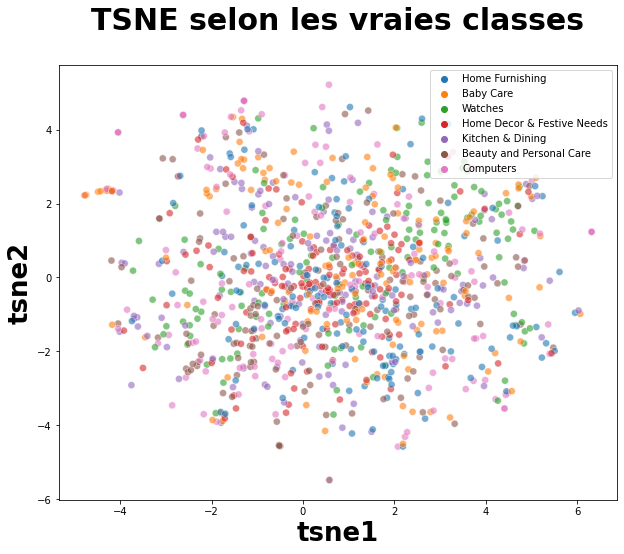 TSNE selon les vraies classes
Home Furnishing
Baby Care
Watches
Home Decor & Festive Needs
Kitchen & Dining
Beauty and Personal Care
Computers
4
2
0
−2
−4
−6
tsne2
−4
−2
0
2
4
6
tsne1